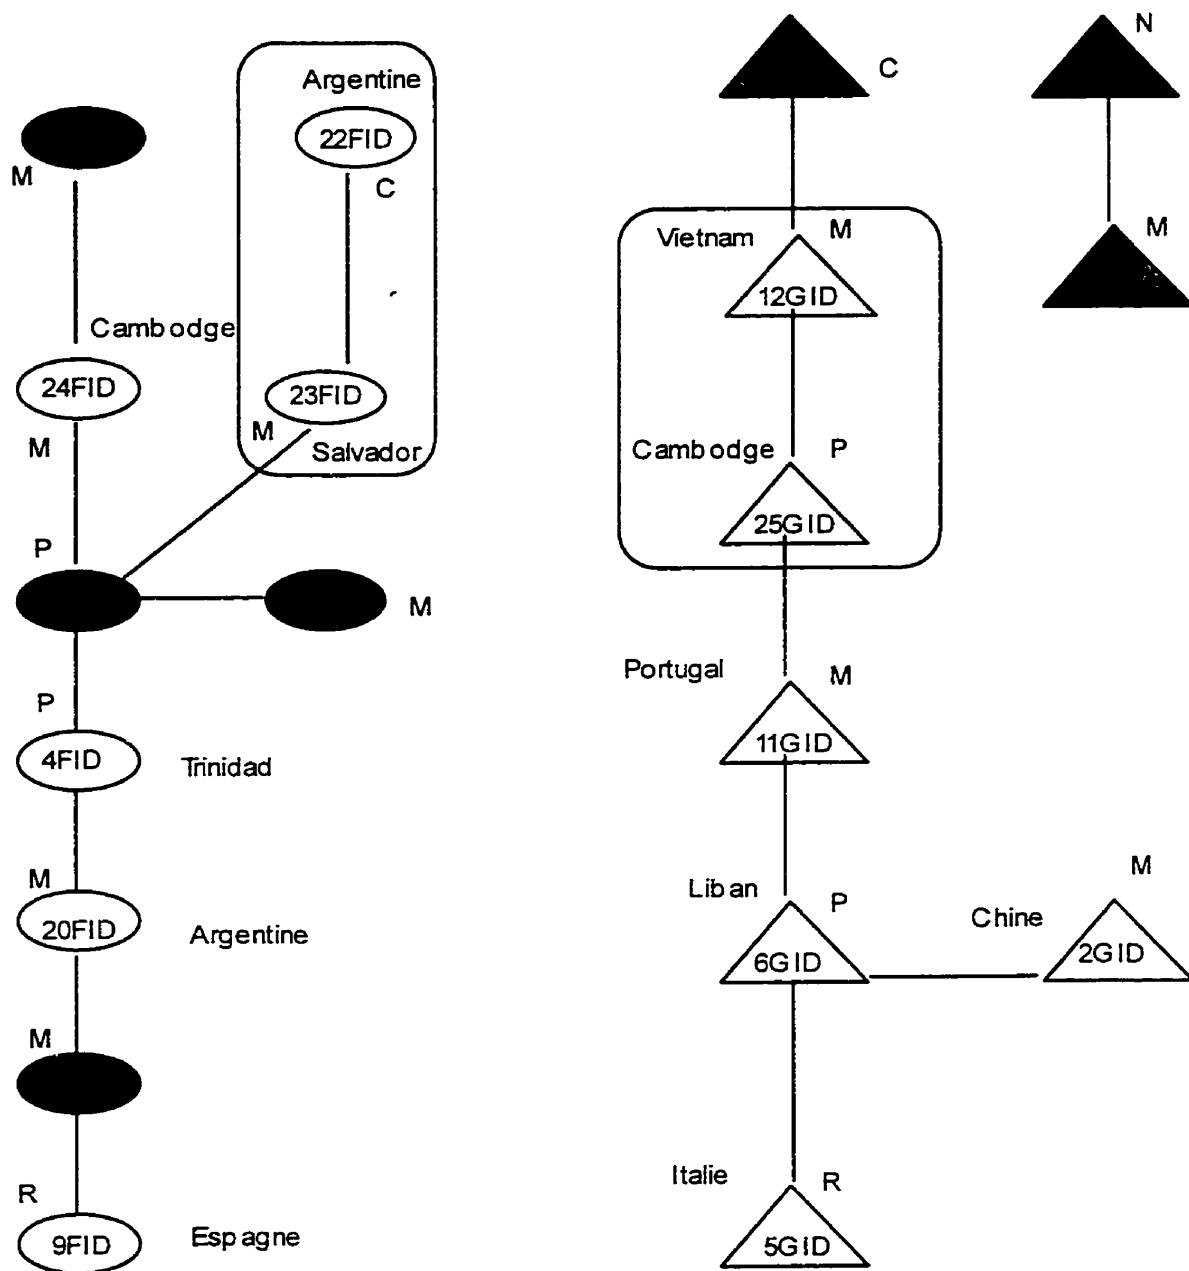 Argentine
22FID
C
M
Cambodge
24FID
M
23FID
M
Salvador
P
M
P
4FID
Trinidad
M
20FID
Argentine
M
R
9FID
Espagne
C
N
Vietnam
M
12GID
M
Cambodge
P
25GID
Portugal
M
11GID
Liban
P
6GID
Chine
M
2GID
Italie
R
5GID